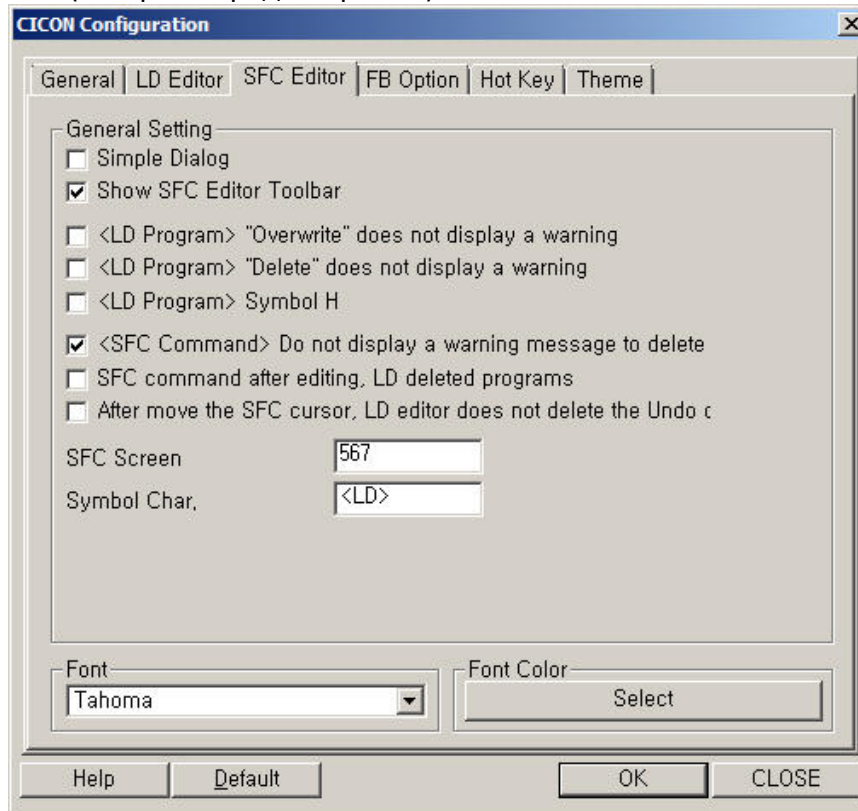 CICON Configuration
General LD Editor SFC Editor FB Option Hot Key Theme
General Setting
Simple Dialog
Show SFC Editor Toolbar
<LD Program> "Overwrite" does not display a warning
<LD Program> "Delete" does not display a warning
<LD Program> Symbol H
<SFC Command> Do not display a warning message to delete
SFC command after editing, LD deleted programs
After move the SFC cursor, LD editor does not delete the Undo c
SFC Screen 567
Symbol Char, <LD>
Font Font Color
Tahoma Select
Help Default OK CLOSE